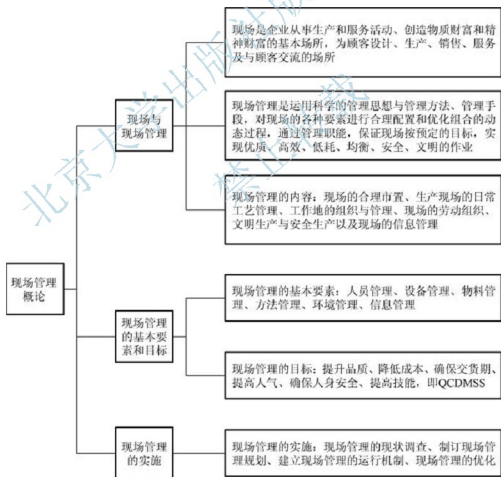 现场是企业从事生产和服务活动、创造物质财富和
精神财富的基本场所，为顾客设计、生产、销售、服务
及与顾客交流的场所
现场与
现场管理
现场管理是运用科学的管理思想与管理方法、管理手
段，对现场的各种要素进行合理配置和优化组合的动
态过程，通过管理职能，保证现场按预定的目标，实
现优质、高效、低耗、均衡、安全、文明的作业
现场管理的内容：现场的合理市置、生产现场的日常
工艺管理、工作地的组织与管理、现场的劳动组织、
文明生产与安全生产以及现场的信息管理
现场管理
概论
现场管理
的基本要
素和目标
现场管理的基本要素：人员管理、设备管理、物料管
理、方法管理、环境管理、信息管理
现场管理的目标：提升品质、降低成本、确保交货期、
提高人气、确保人身安全、提高技能，即QCDMSS
现场管理
的实施
现场管理的实施：现场管理的现状调查、制订现场管
理规划、建立现场管理的运行机制、现场管理的优化
北京大学出版社版
禁止
载